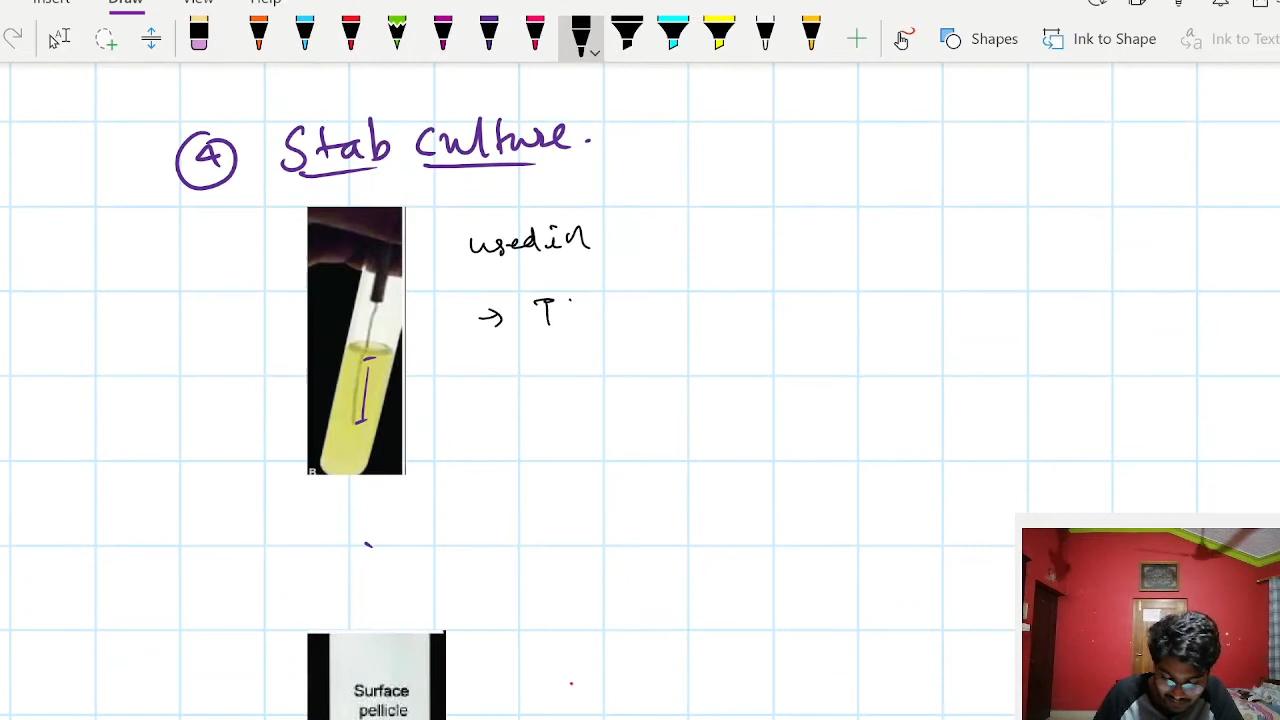 Insert Draw View Help
Shapes Ink to Shape Ink to Text
4 Stab Culture.
used in
→ T
B
Surface
pellicle